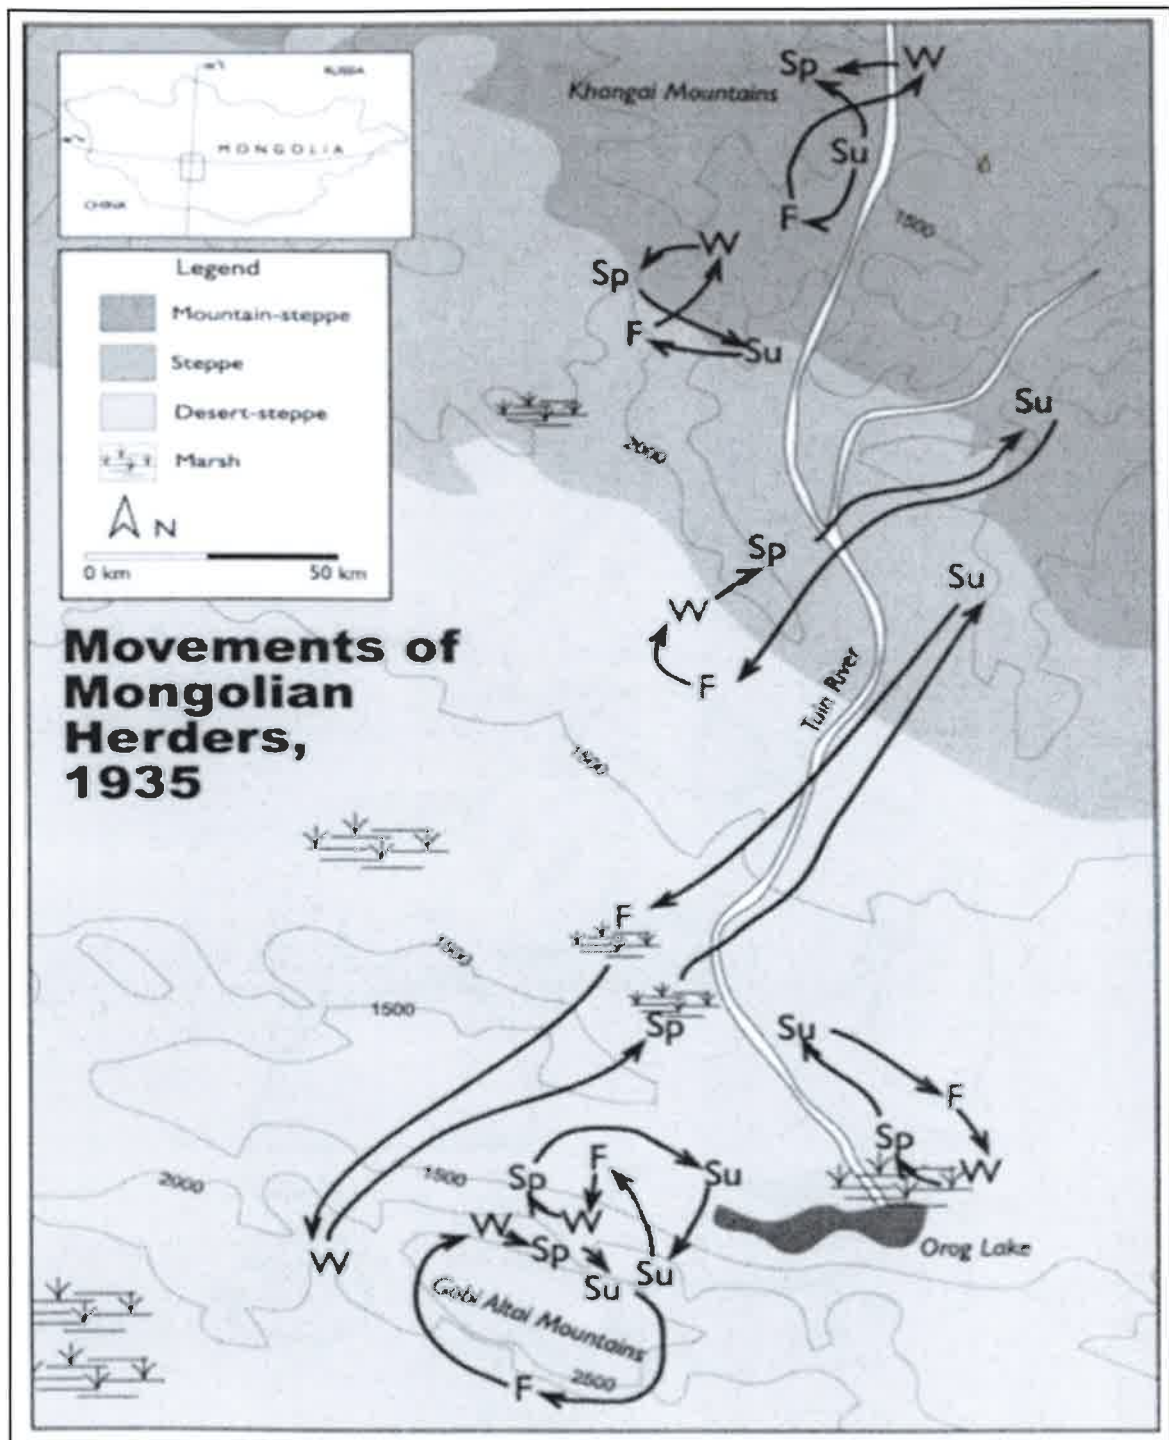 RUSSIA
MONGOLIA
CHINA
Legend
Mountain-steppe
Steppe
Desert-steppe
Marsh
N
0 km 50 km
Movements of
Mongolian
Herders,
1935
Khangai Mountains
Sp W
Su
F
1500
W
Sp
F
Su
Su
2000
Sp
Su
W
F
Tuin River
1500
F
1500
1500
Sp
Su
F
Sp
W
2000
1500
Sp
F
Su
W
W
Sp
Su
Su
W
Orog Lake
Gobi Altai Mountains
F
2500